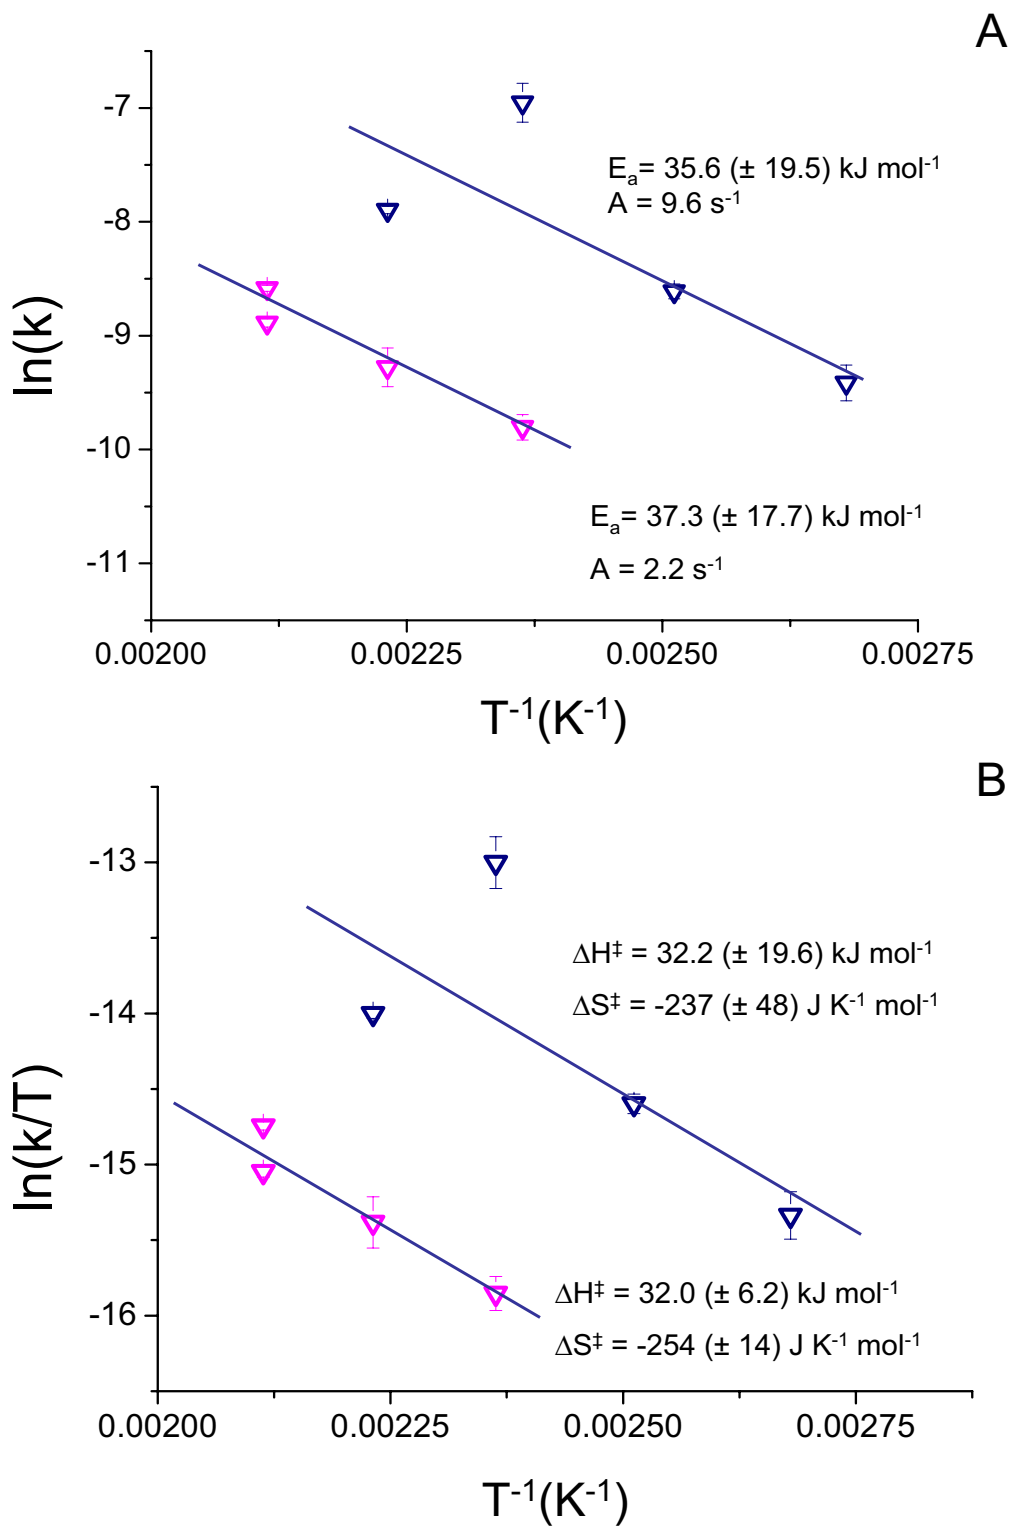 A
-7
-8
-9
-10
-11
ln(k)
Eₐ= 35.6 (± 19.5) kJ mol⁻¹
A = 9.6 s⁻¹
Eₐ= 37.3 (± 17.7) kJ mol⁻¹
A = 2.2 s⁻¹
0.00200 0.00225 0.00250 0.00275
T⁻¹(K⁻¹)
B
-13
-14
-15
-16
ln(k/T)
ΔH‡ = 32.2 (± 19.6) kJ mol⁻¹
ΔS‡ = -237 (± 48) J K⁻¹ mol⁻¹
ΔH‡ = 32.0 (± 6.2) kJ mol⁻¹
ΔS‡ = -254 (± 14) J K⁻¹ mol⁻¹
0.00200 0.00225 0.00250 0.00275
T⁻¹(K⁻¹)